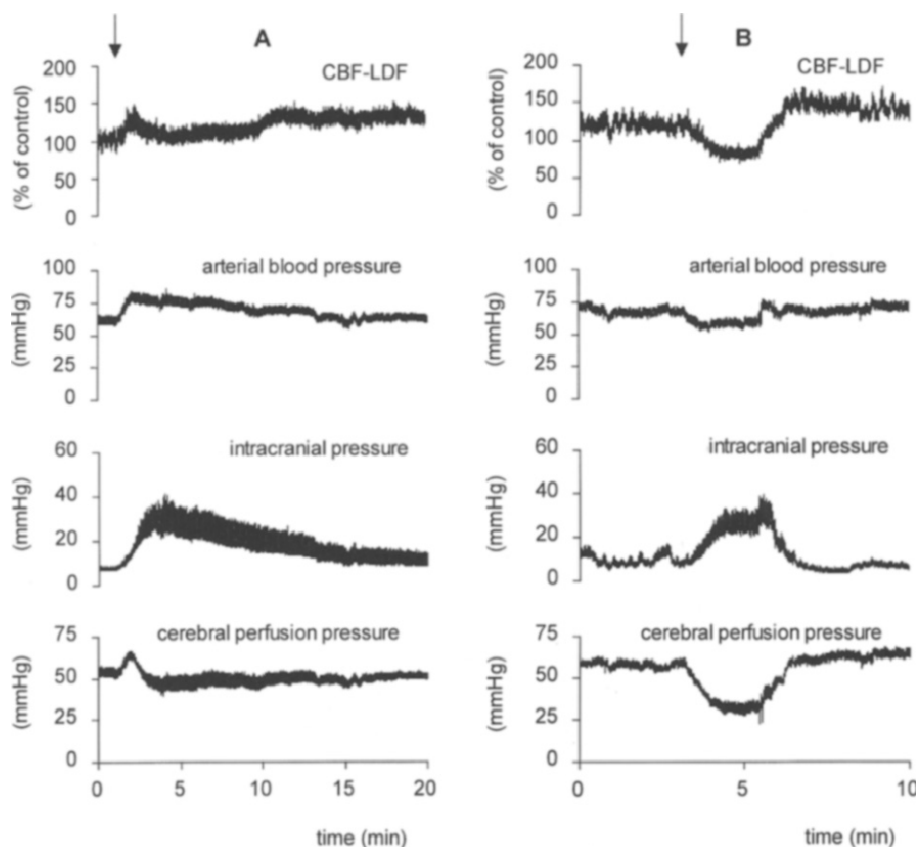 A
CBF-LDF
(% of control)
200
150
100
50
0
arterial blood pressure
(mmHg)
100
75
50
25
0
intracranial pressure
(mmHg)
60
40
20
0
cerebral perfusion pressure
(mmHg)
75
50
25
0
0 5 10 15 20
time (min)
B
CBF-LDF
(% of control)
200
150
100
50
0
arterial blood pressure
(mmHg)
100
75
50
25
0
intracranial pressure
(mmHg)
60
40
20
0
cerebral perfusion pressure
(mmHg)
75
50
25
0
0 5 10
time (min)